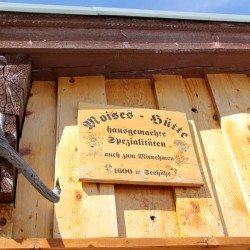 Moises - Hütte
hausgemachte
Spezialitäten
auch zum Mitnehmen
1600 m Seehöhe